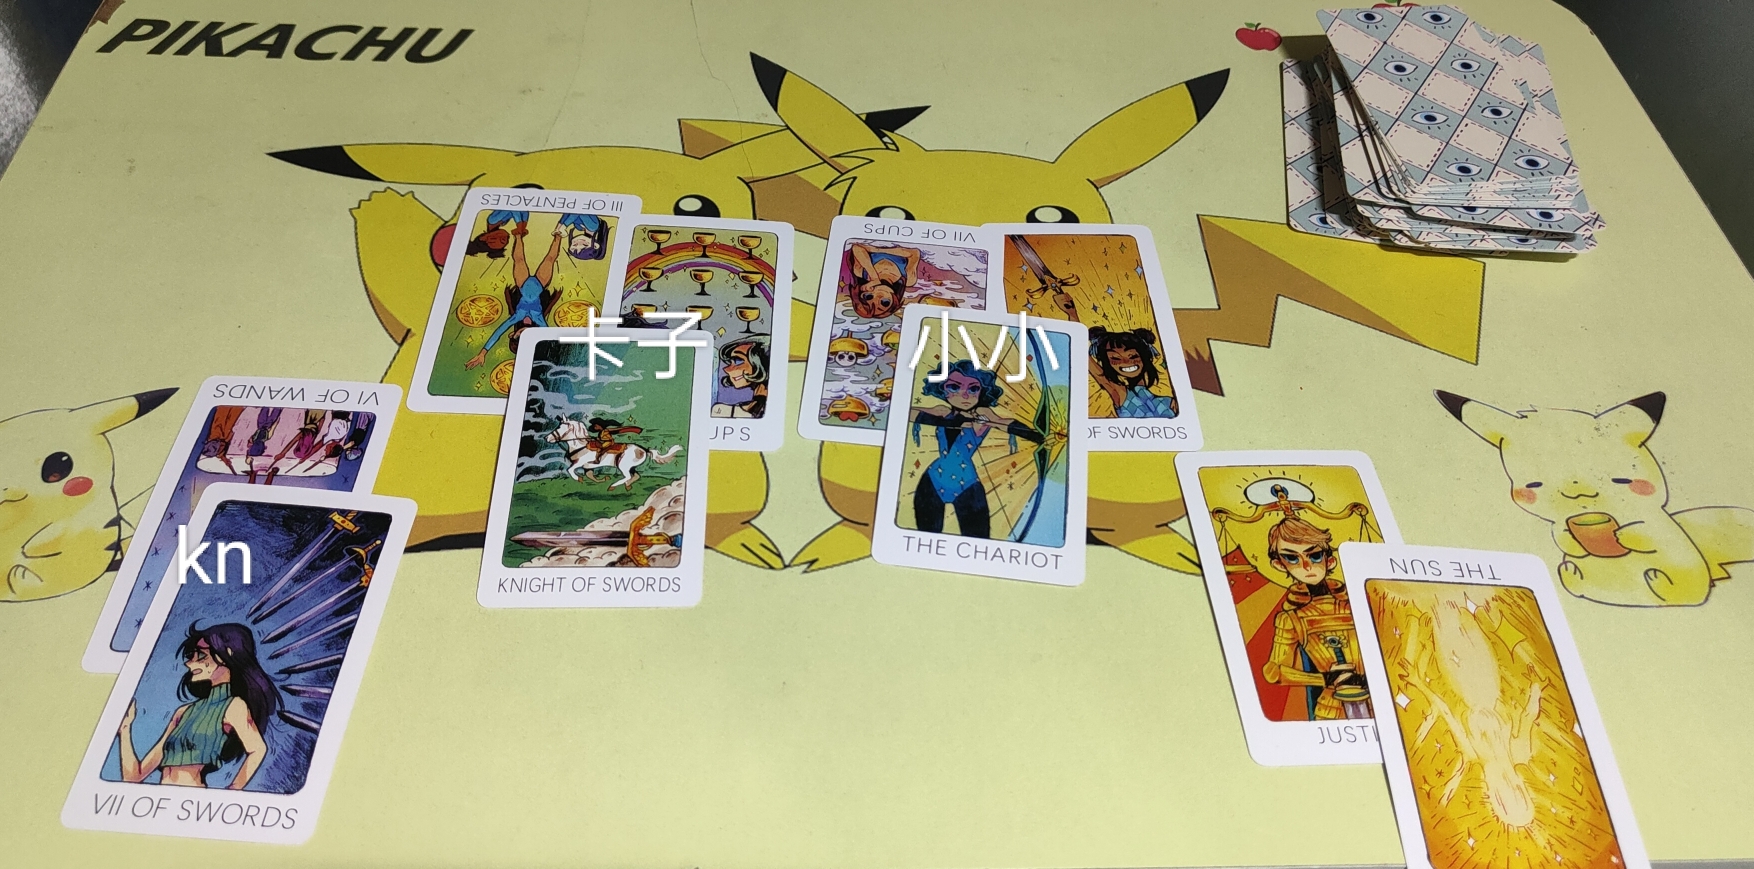 PIKACHU
III OF PENTACLES
UPS
VII OF CUPS
OF SWORDS
卡子
小小
VI OF WANDS
kn
KNIGHT OF SWORDS
THE CHARIOT
THE SUN
JUSTI
VII OF SWORDS